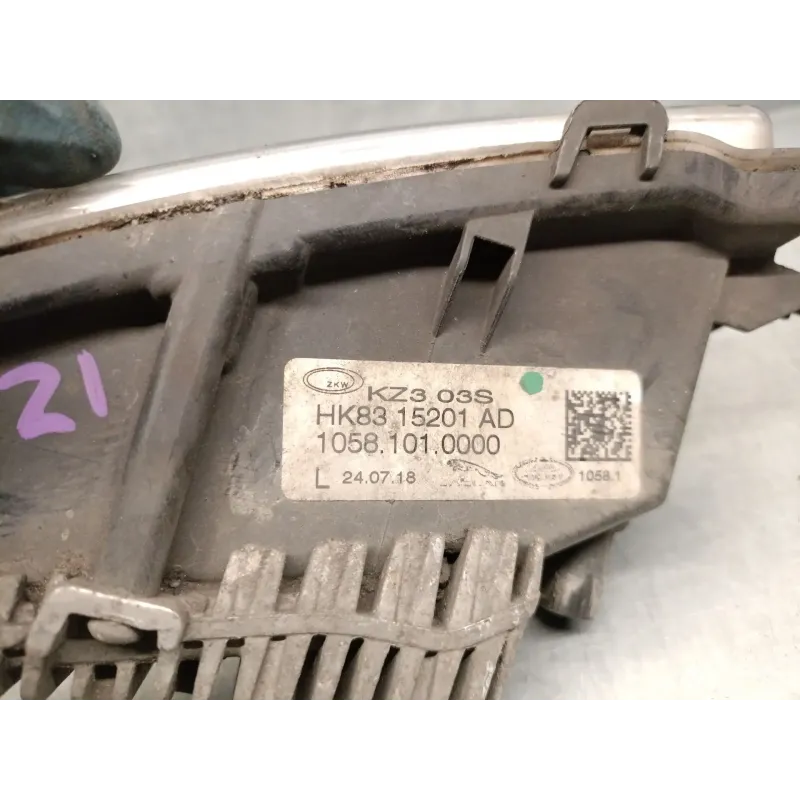 21
ZKW
KZ3 03S
HK83 15201 AD
1058.101.0000
L 24.07.18
1058.1